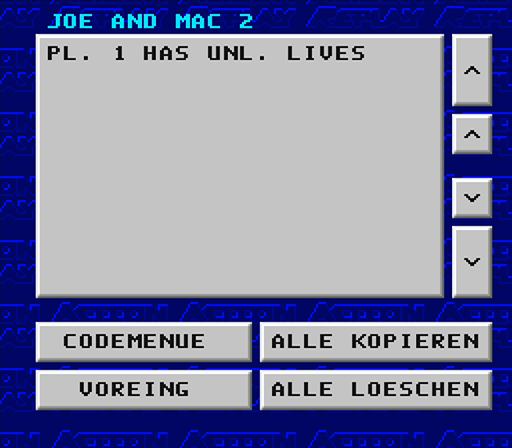 JOE AND MAC 2
PL. 1 HAS UNL. LIVES
CODEMENUE
ALLE KOPIEREN
VOREING
ALLE LOESCHEN